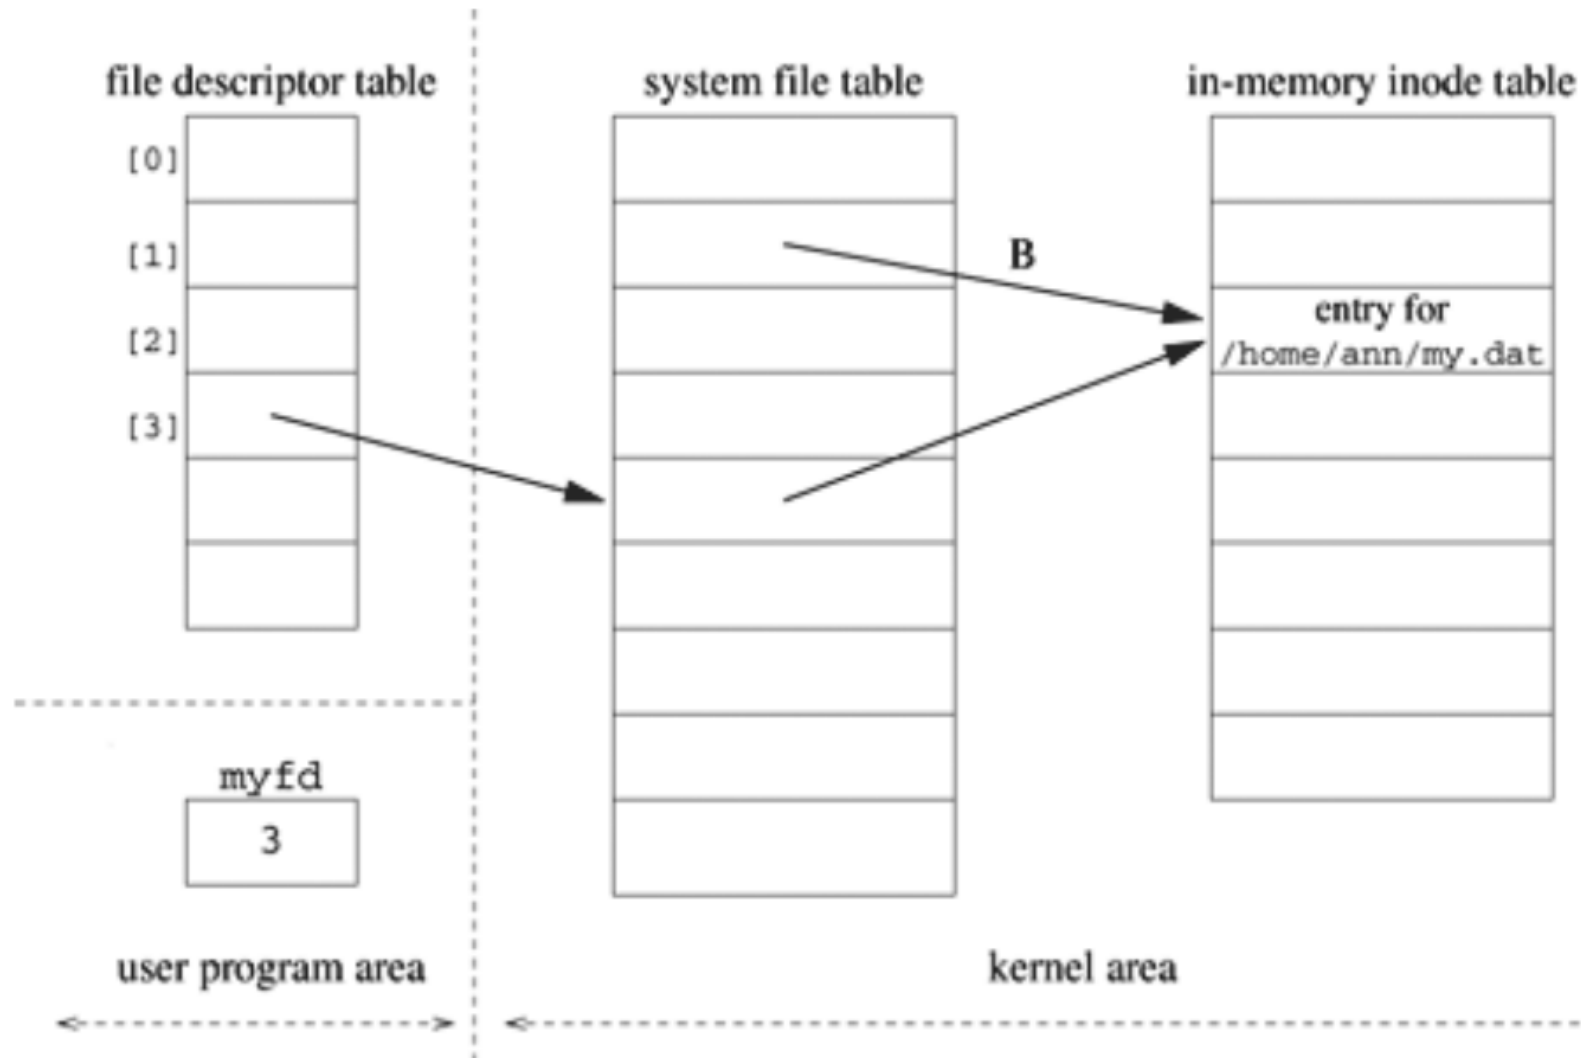 file descriptor table
system file table
in-memory inode table
[0]
[1]
[2]
[3]
B
entry for
/home/ann/my.dat
myfd
3
user program area
kernel area